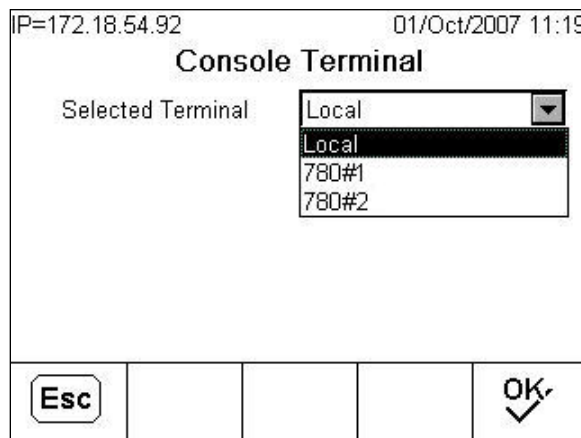 IP=172.18.54.92 01/Oct/2007 11:19
Console Terminal
Selected Terminal Local
Local
780#1
780#2
Esc OK